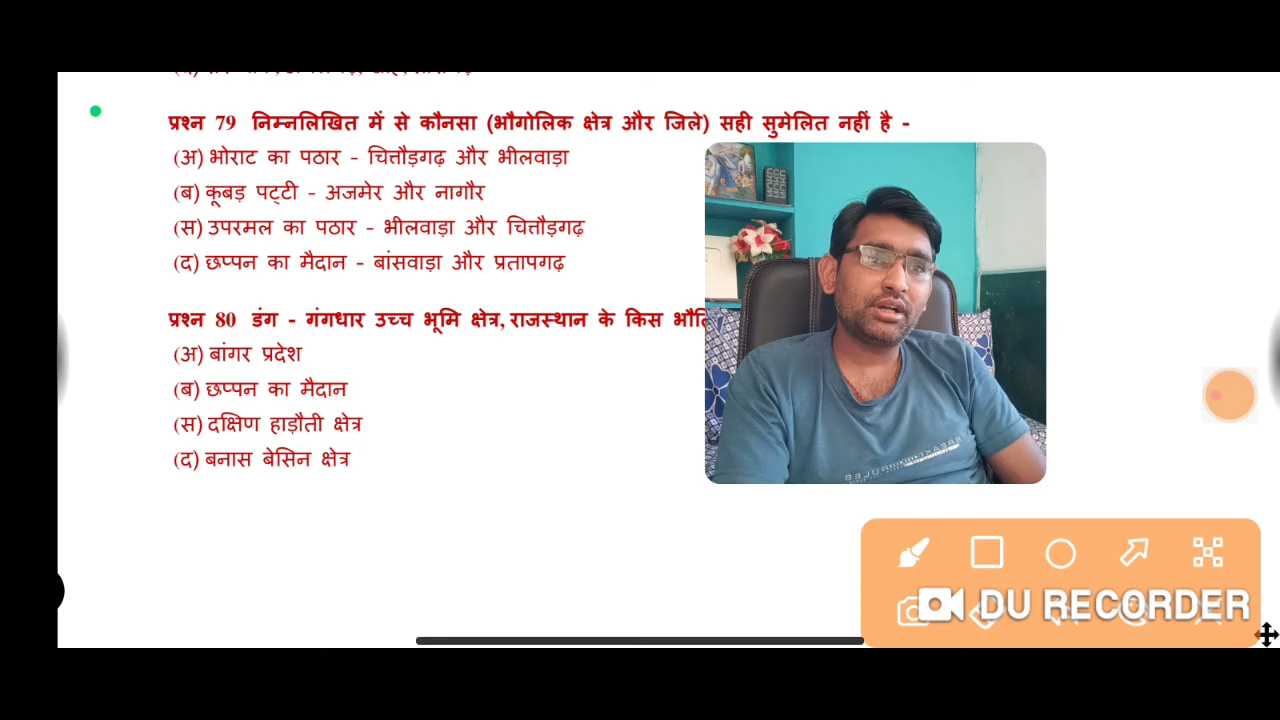 प्रश्न 79 निम्नलिखित में से कौनसा (भौगोलिक क्षेत्र और जिले) सही सुमेलित नहीं है -
(अ) भोराट का पठार - चित्तौड़गढ़ और भीलवाड़ा
(ब) कूबड़ पट्टी - अजमेर और नागौर
(स) उपरमल का पठार - भीलवाड़ा और चित्तौड़गढ़
(द) छप्पन का मैदान - बांसवाड़ा और प्रतापगढ़
प्रश्न 80 डंग - गंगधार उच्च भूमि क्षेत्र, राजस्थान के किस
(अ) बांगर प्रदेश
(ब) छप्पन का मैदान
(स) दक्षिण हाड़ौती क्षेत्र
(द) बनास बेसिन क्षेत्र
DU RECORDER